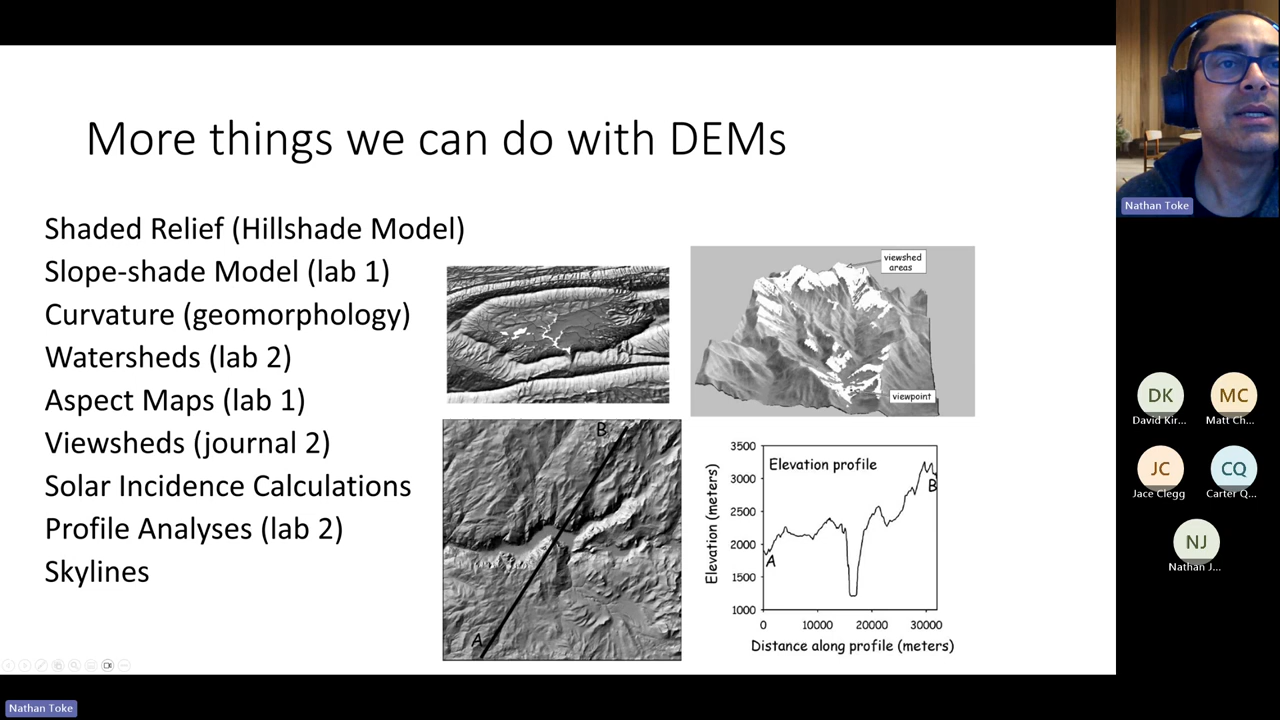 More things we can do with DEMs
Shaded Relief (Hillshade Model)
Slope-shade Model (lab 1)
Curvature (geomorphology)
Watersheds (lab 2)
Aspect Maps (lab 1)
Viewsheds (journal 2)
Solar Incidence Calculations
Profile Analyses (lab 2)
Skylines
viewshed
areas
viewpoint
B
A
Elevation profile
Elevation (meters)
3500
3000
2500
2000
1500
1000
A
B
0 10000 20000 30000
Distance along profile (meters)
Nathan Toke
DK MC
David Kir... Matt Ch...
JC CQ
Jace Clegg Carter Q...
NJ
Nathan J...
Nathan Toke